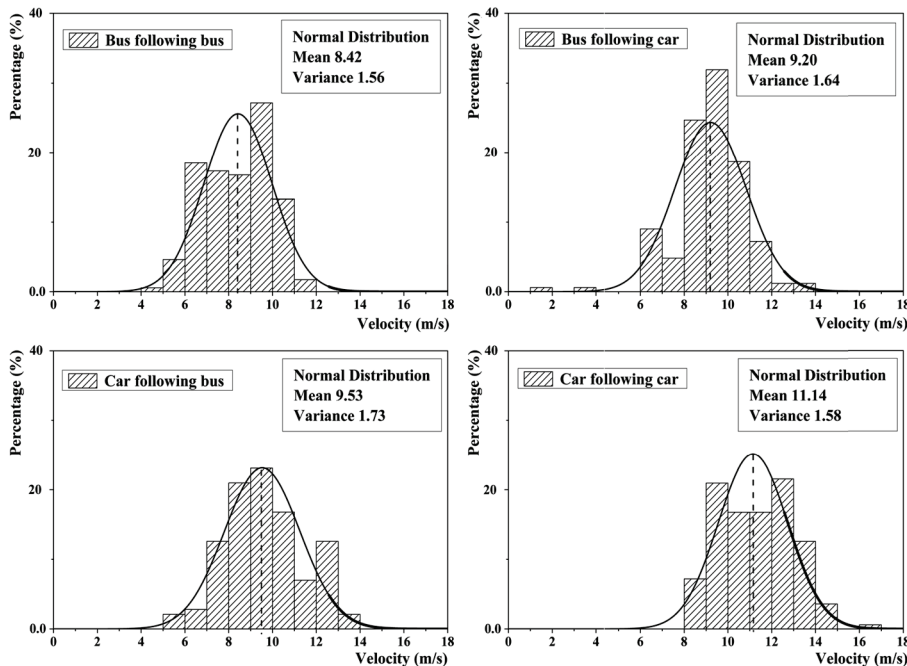 40
Bus following bus
Normal Distribution
Mean 8.42
Variance 1.56
Percentage (%)
20
0.0
0 2 4 6 8 10 12 14 16 18
Velocity (m/s)
40
Bus following car
Normal Distribution
Mean 9.20
Variance 1.64
Percentage (%)
20
0.0
0 2 4 6 8 10 12 14 16 18
Velocity (m/s)
40
Car following bus
Normal Distribution
Mean 9.53
Variance 1.73
Percentage (%)
20
0.0
0 2 4 6 8 10 12 14 16 18
Velocity (m/s)
40
Car following car
Normal Distribution
Mean 11.14
Variance 1.58
Percentage (%)
20
0.0
0 2 4 6 8 10 12 14 16 18
Velocity (m/s)